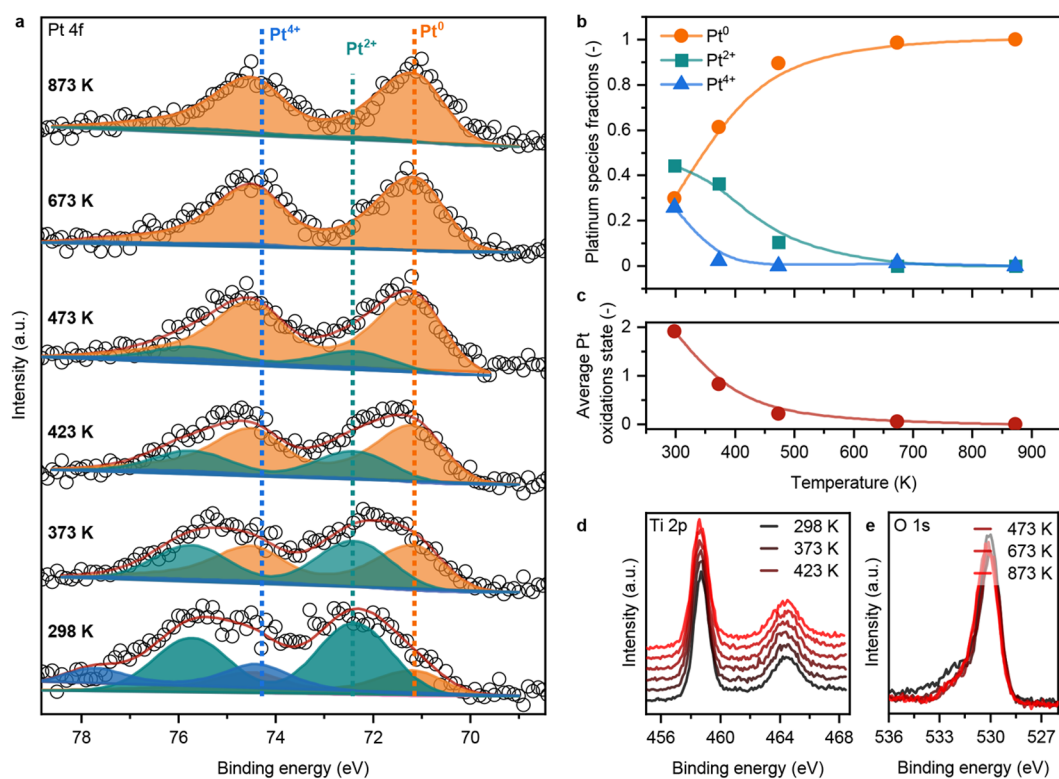 a
Pt 4f
Pt⁴⁺
Pt²⁺
Pt⁰
873 K
673 K
473 K
423 K
373 K
298 K
Intensity (a.u.)
78 76 74 72 70
Binding energy (eV)
b
Pt⁰
Pt²⁺
Pt⁴⁺
1
0.8
0.6
0.4
0.2
0
Platinum species fractions (-)
c
2
1
0
Average Pt
oxidations state (-)
300 400 500 600 700 800 900
Temperature (K)
d
Ti 2p
298 K
373 K
423 K
Intensity (a.u.)
456 460 464 468
Binding energy (eV)
e
O 1s
473 K
673 K
873 K
Intensity (a.u.)
536 533 530 527
Binding energy (eV)